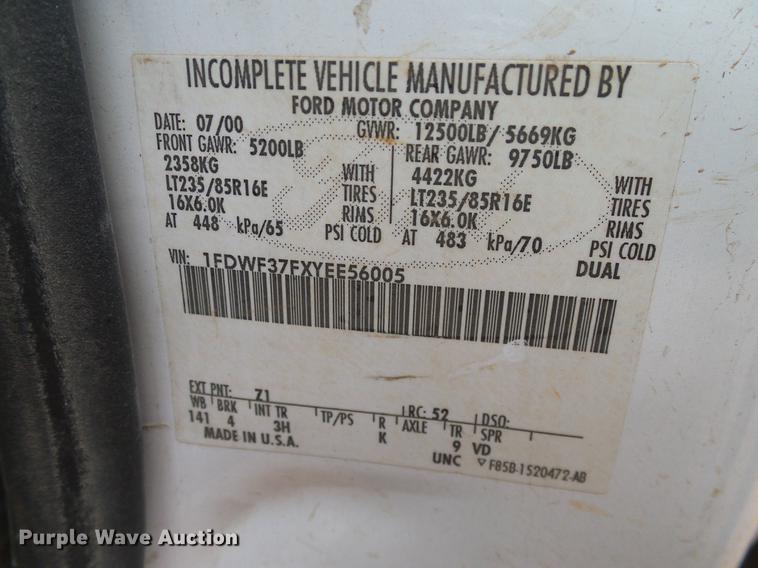 INCOMPLETE VEHICLE MANUFACTURED BY
FORD MOTOR COMPANY
DATE: 07/00 GVWR: 12500LB/ 5669KG
FRONT GAWR: 5200LB REAR GAWR: 9750LB
2358KG WITH 4422KG WITH
LT235/85R16E TIRES LT235/85R16E TIRES
16X6.0K RIMS 16X6.0K RIMS
AT 448 kPa/65 PSI COLD AT 483 kPa/70 PSI COLD
DUAL
VIN: 1FDWF37FXYEE56005
EXT PNT: Z1 RC: 52 DSO:
WB BRK INT TR TP/PS R AXLE TR SPR
141 4 3H K 9 VD
MADE IN U.S.A. UNC F85B-1520472-AB
Purple Wave Auction